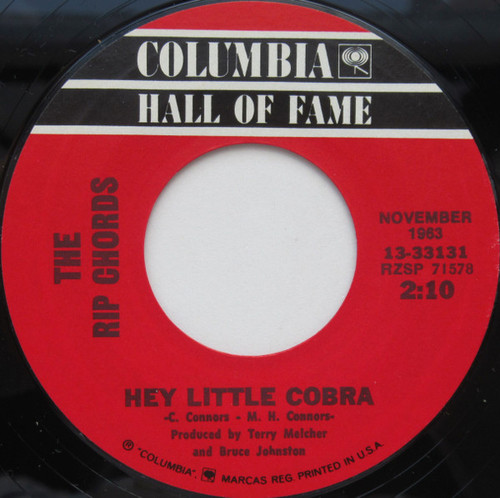 COLUMBIA
HALL OF FAME
THE
RIP CHORDS
NOVEMBER
1963
13-33131
RZSP 71578
2:10
HEY LITTLE COBRA
-C. Connors - M. H. Connors-
Produced by Terry Melcher
and Bruce Johnston
® "COLUMBIA", MARCAS REG. PRINTED IN U.S.A.